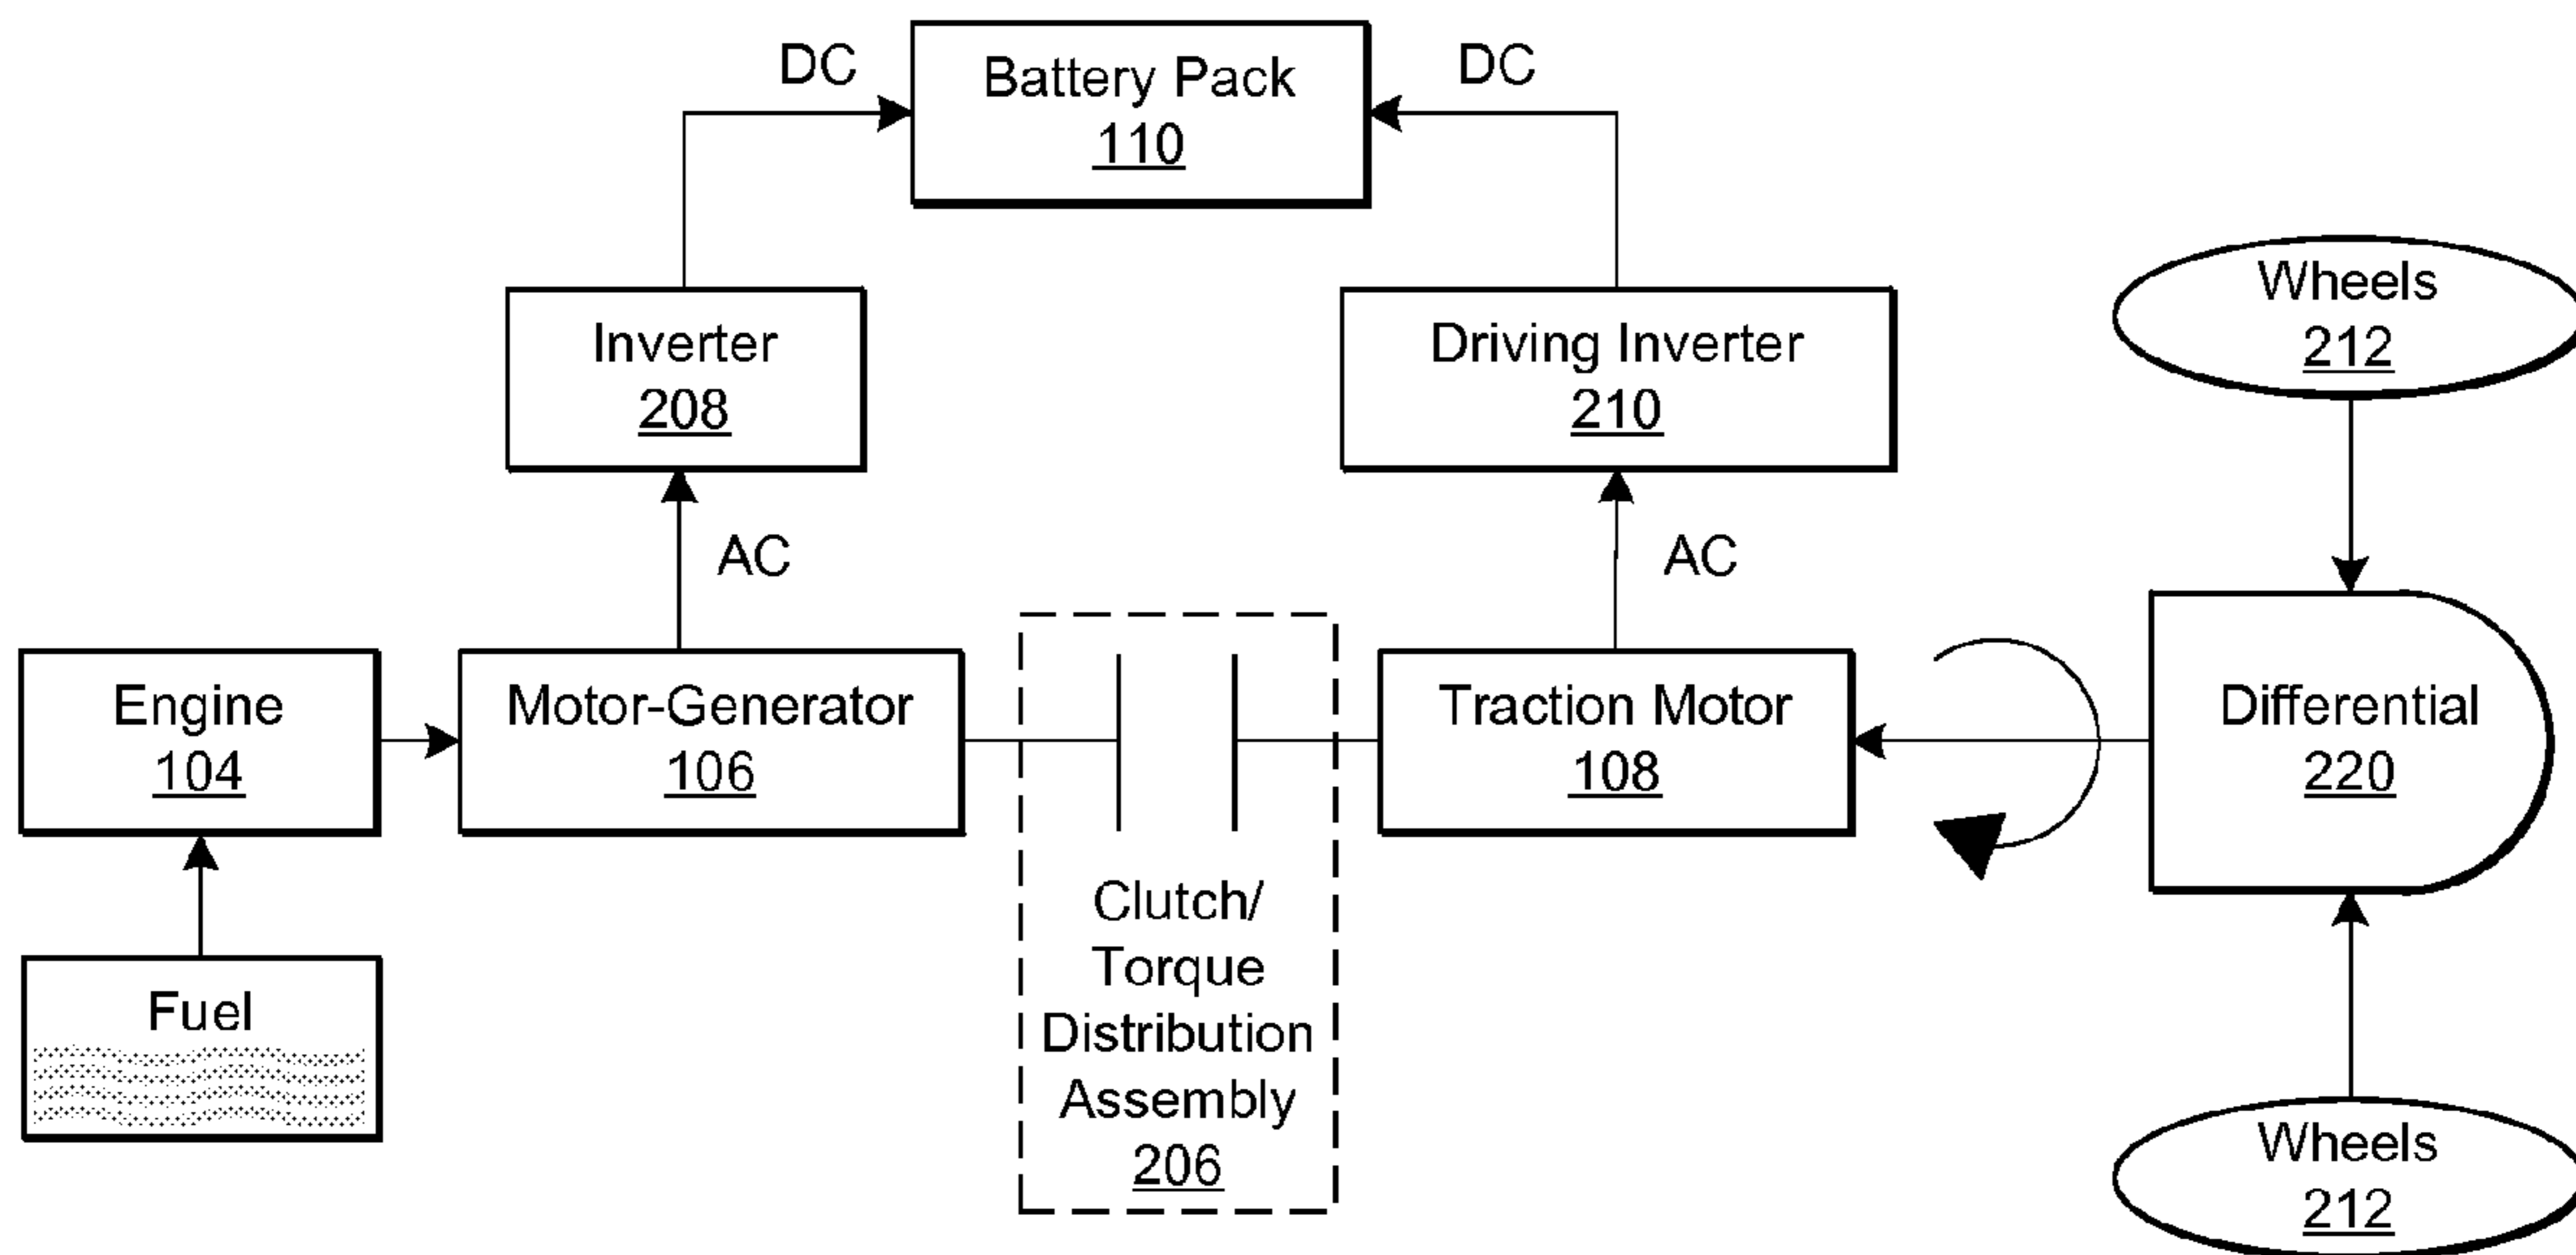 DC
Battery Pack
110
DC
Inverter
208
Driving Inverter
210
Wheels
212
AC
AC
Engine
104
Motor-Generator
106
Traction Motor
108
Differential
220
Clutch/
Torque
Distribution
Assembly
206
Fuel
Wheels
212